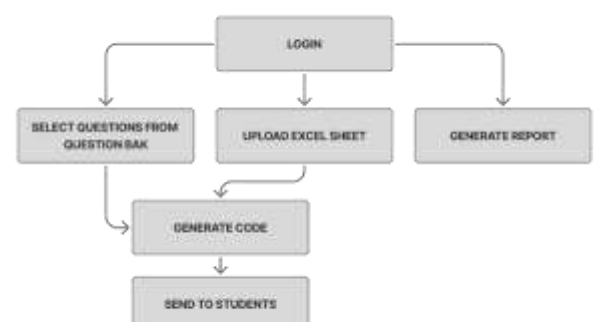 LOGIN
SELECT QUESTIONS FROM
QUESTION BAK
UPLOAD EXCEL SHEET
GENERATE REPORT
GENERATE CODE
SEND TO STUDENTS